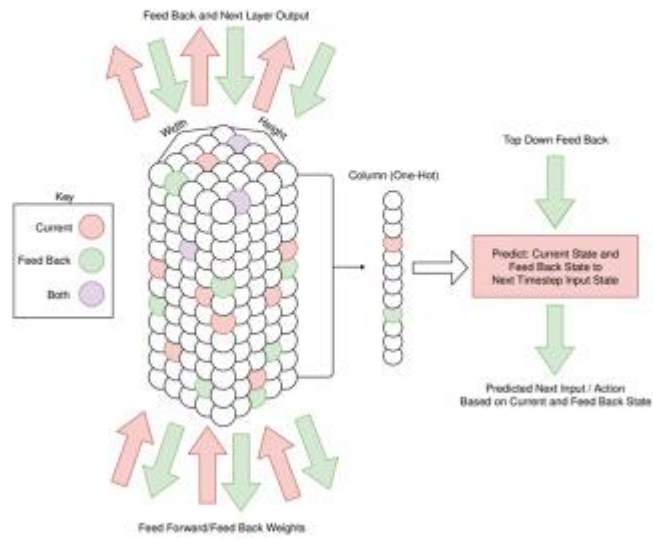 Feed Back and Next Layer Output
Width
Height
Key
Current
Feed Back
Both
Column (One-Hot)
Top Down Feed Back
Predict: Current State and
Feed Back State to
Next Timestep Input State
Predicted Next Input / Action
Based on Current and Feed Back State
Feed Forward/Feed Back Weights